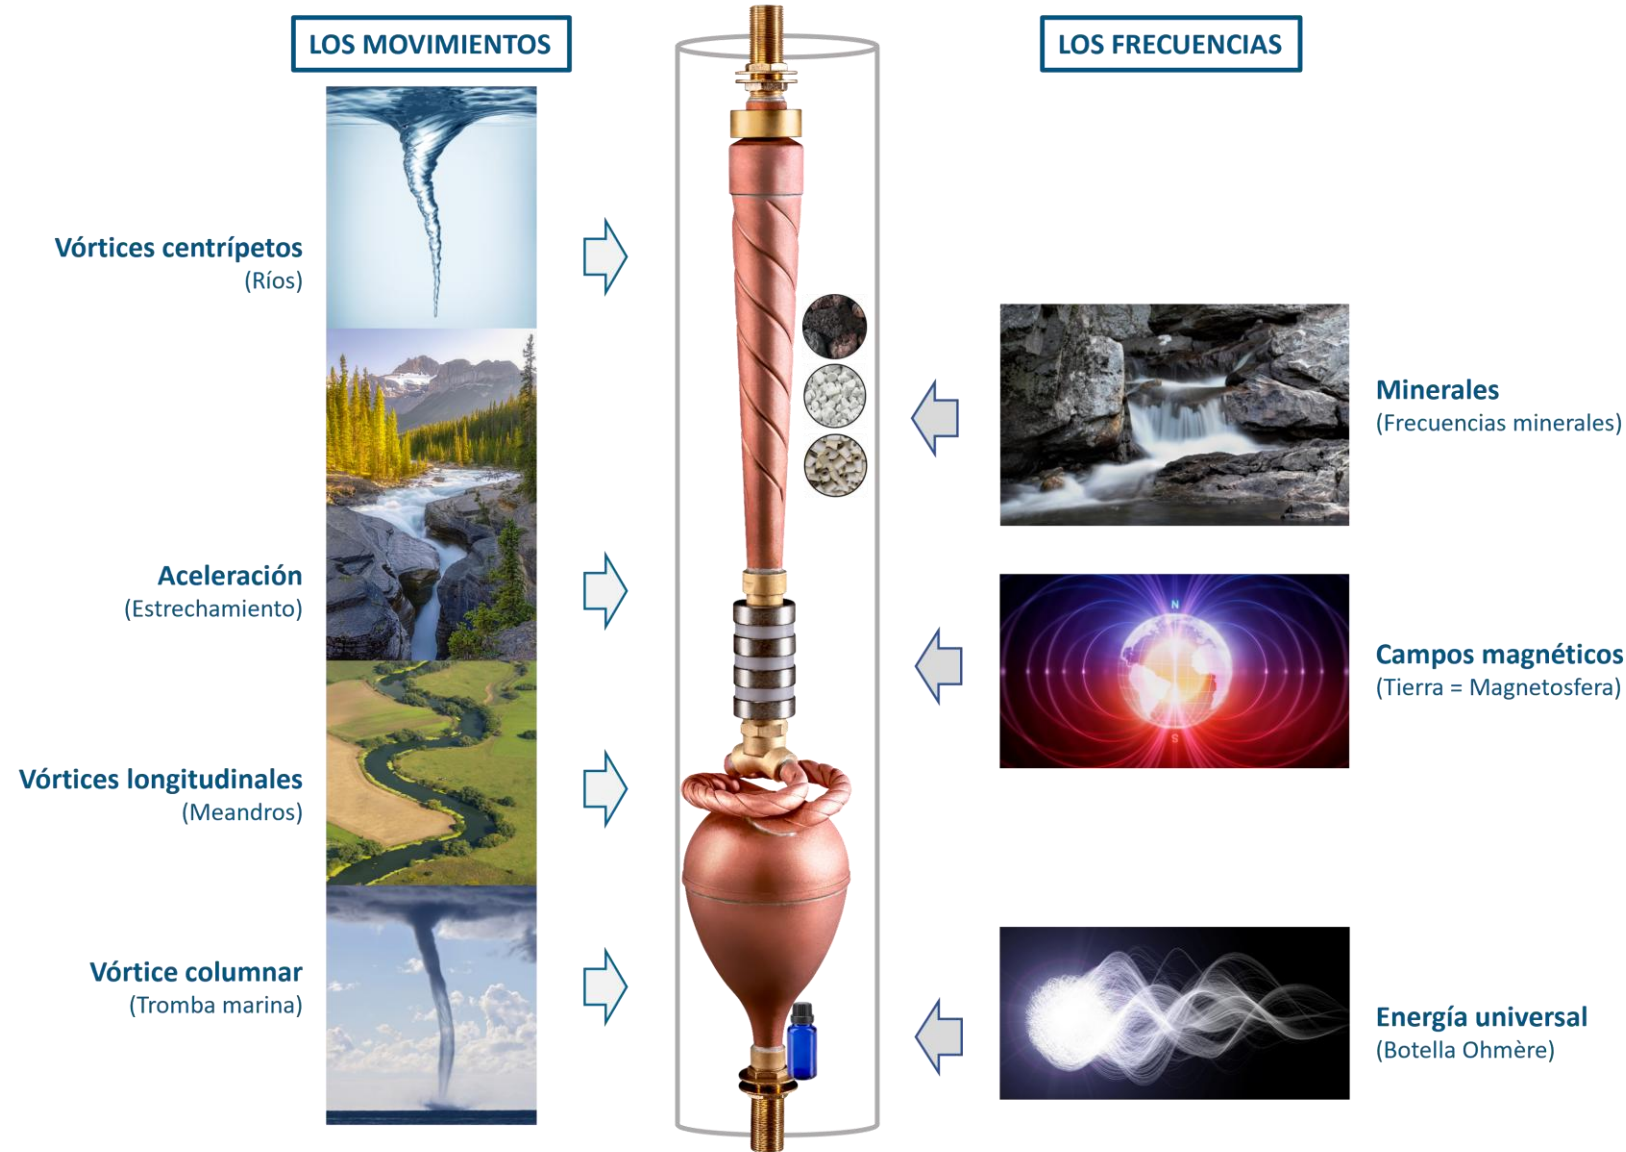 LOS MOVIMIENTOS
LOS FRECUENCIAS
Vórtices centrípetos
(Ríos)
Aceleración
(Estrechamiento)
Vórtices longitudinales
(Meandros)
Vórtice columnar
(Tromba marina)
Minerales
(Frecuencias minerales)
N
S
Campos magnéticos
(Tierra = Magnetosfera)
Energía universal
(Botella Ohmère)